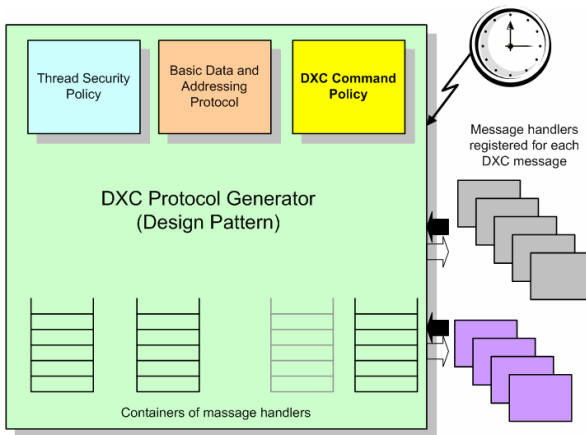 Thread Security
Policy
Basic Data and
Addressing
Protocol
DXC Command
Policy
Message handlers
registered for each
DXC message
DXC Protocol Generator
(Design Pattern)
Containers of massage handlers